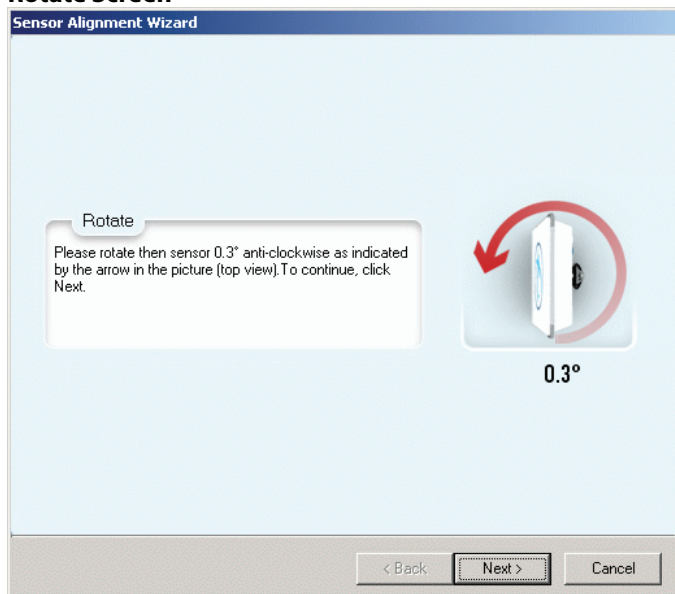 Rotate Screen
Sensor Alignment Wizard
Rotate
Please rotate then sensor 0.3° anti-clockwise as indicated
by the arrow in the picture (top view). To continue, click
Next.
0.3°
< Back
Next >
Cancel